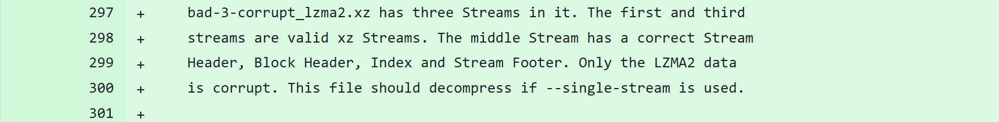 297 + bad-3-corrupt_lzma2.xz has three Streams in it. The first and third
298 + streams are valid xz Streams. The middle Stream has a correct Stream
299 + Header, Block Header, Index and Stream Footer. Only the LZMA2 data
300 + is corrupt. This file should decompress if --single-stream is used.
301 +